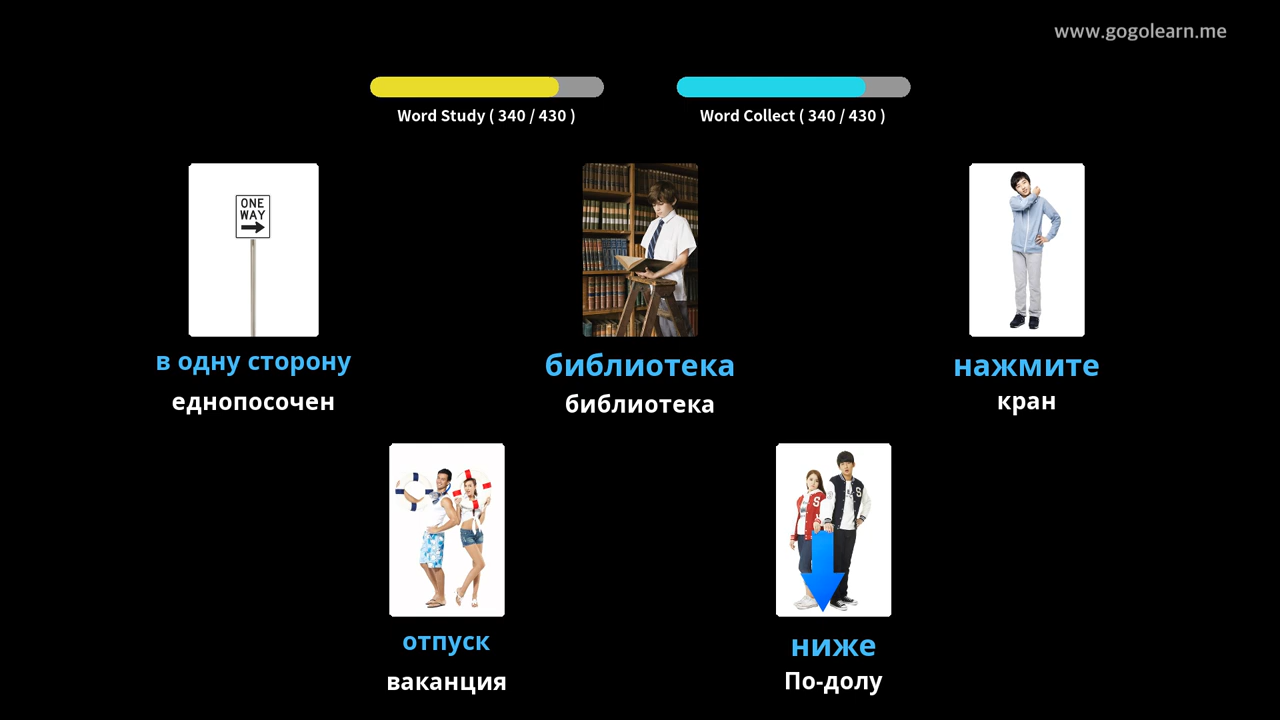 www.gogolearn.me
Word Study ( 340 / 430 )
Word Collect ( 340 / 430 )
ONE
WAY
в одну сторону
еднопосочен
библиотека
библиотека
нажмите
кран
S
S
отпуск
ваканция
ниже
По-долу